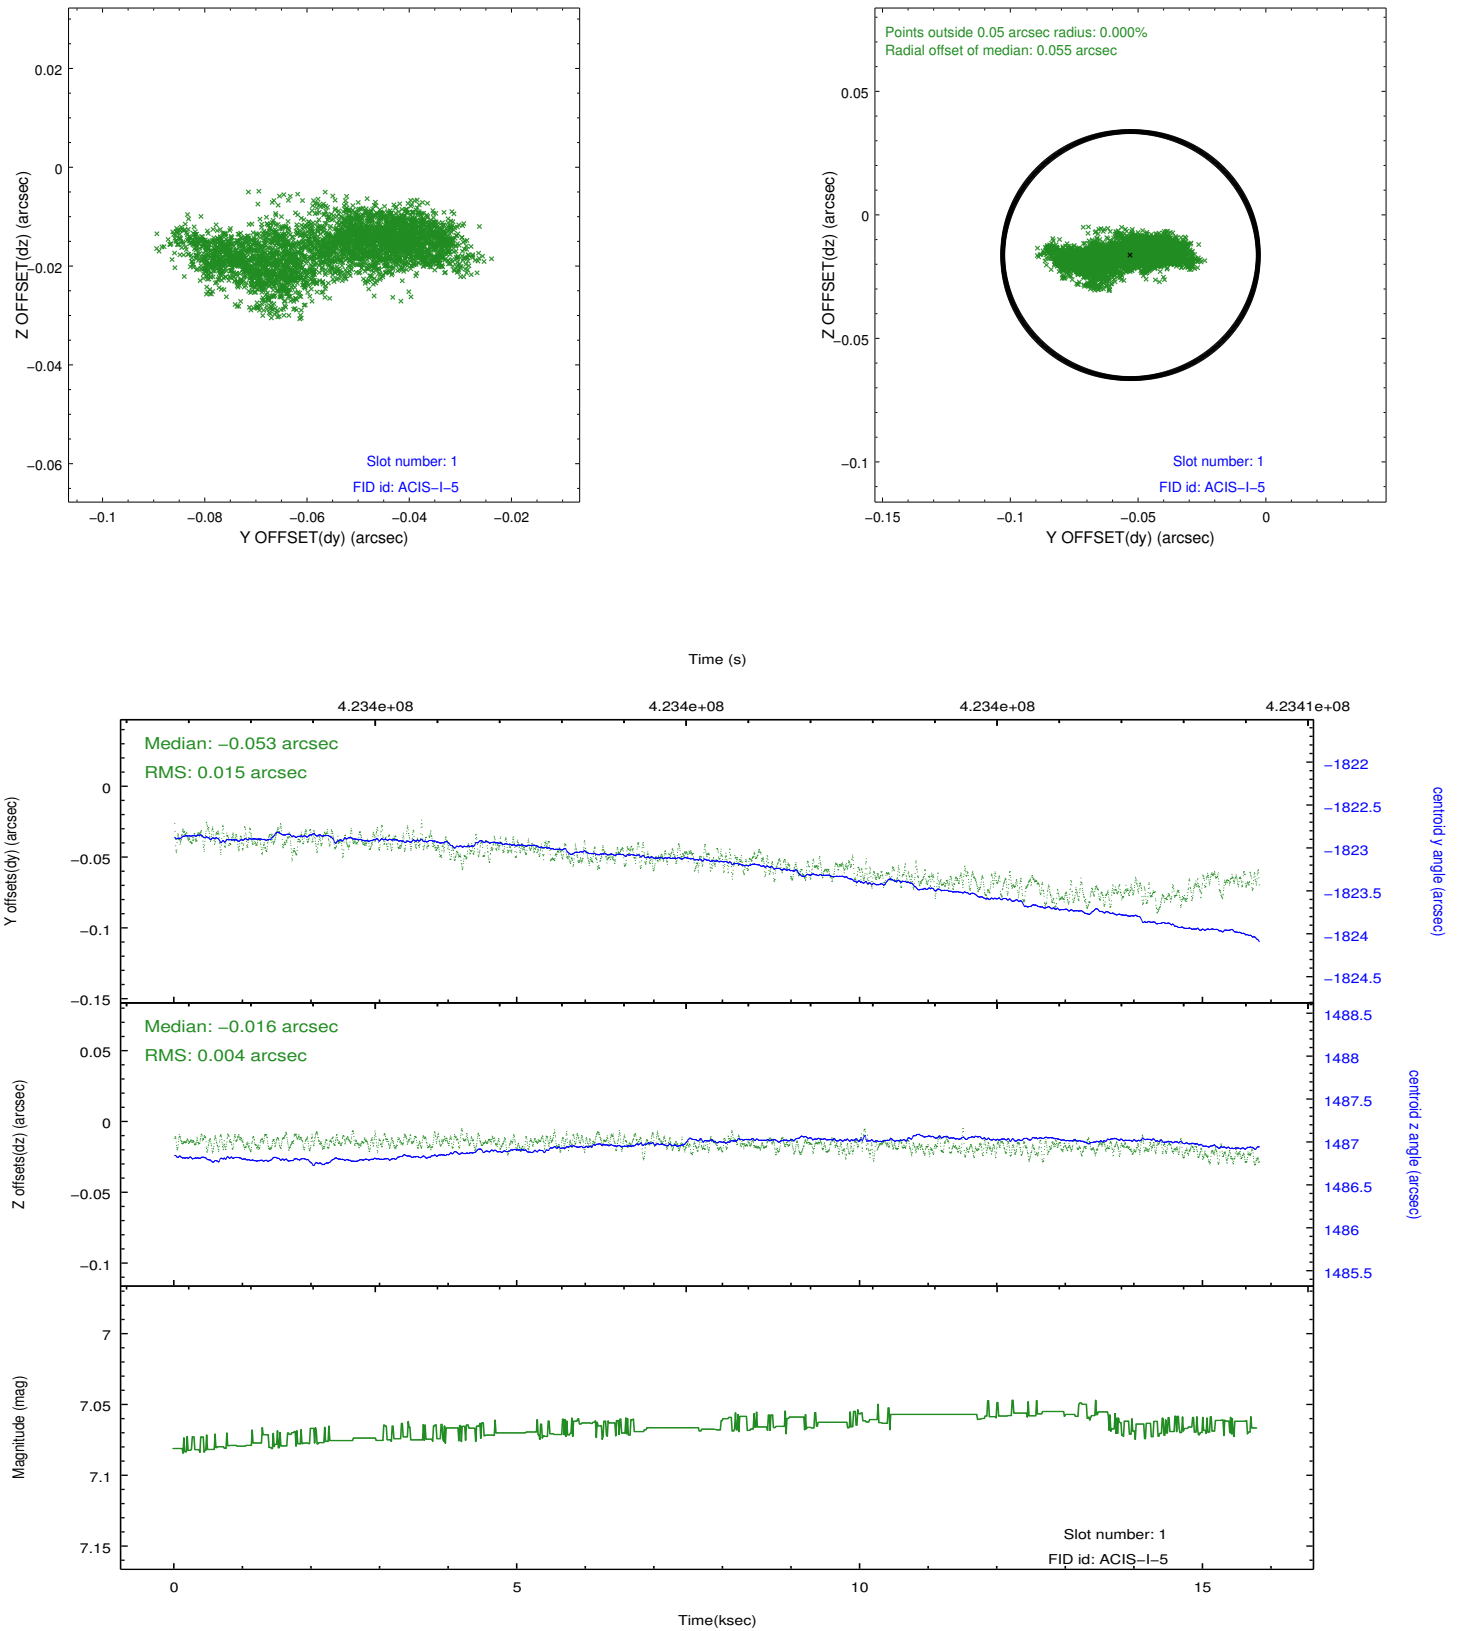 0.02
0
−0.02
−0.04
−0.06
Z OFFSET(dz) (arcsec)
Slot number: 1
FID id: ACIS−I−5
−0.1
−0.08
−0.06
−0.04
−0.02
Y OFFSET(dy) (arcsec)
Points outside 0.05 arcsec radius: 0.000%
Radial offset of median: 0.055 arcsec
0.05
0
−0.05
−0.1
Z OFFSET(dz) (arcsec)
Slot number: 1
FID id: ACIS−I−5
−0.15
−0.1
−0.05
0
Y OFFSET(dy) (arcsec)
Time (s)
4.234e+08
4.234e+08
4.234e+08
4.2341e+08
Median: −0.053 arcsec
RMS: 0.015 arcsec
0
−0.05
−0.1
−0.15
Y offsets(dy) (arcsec)
−1822
−1822.5
−1823
−1823.5
−1824
−1824.5
centroid y angle (arcsec)
Median: −0.016 arcsec
RMS: 0.004 arcsec
0.05
0
−0.05
−0.1
Z offsets(dz) (arcsec)
1488.5
1488
1487.5
1487
1486.5
1486
1485.5
centroid z angle (arcsec)
7
7.05
7.1
7.15
Magnitude (mag)
Slot number: 1
FID id: ACIS−I−5
0
5
10
15
Time(ksec)